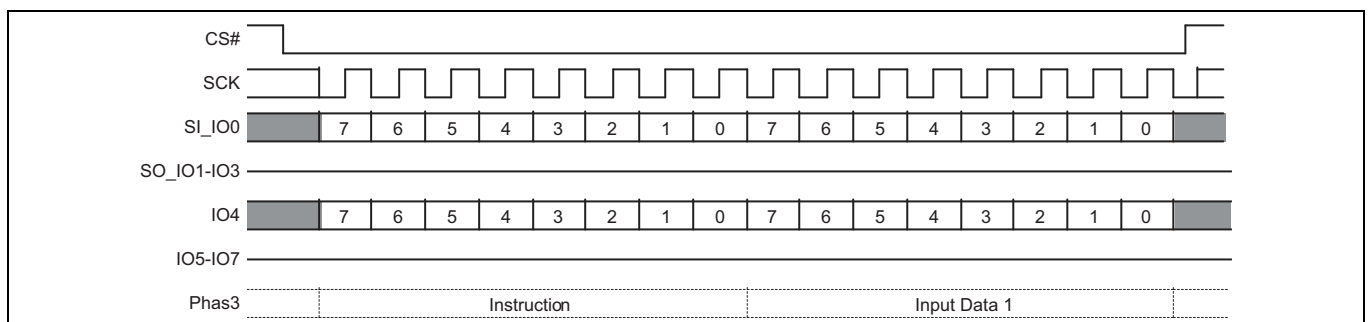 CS#
SCK
SI_IO0 7 6 5 4 3 2 1 0 7 6 5 4 3 2 1 0
SO_IO1-IO3
IO4 7 6 5 4 3 2 1 0 7 6 5 4 3 2 1 0
IO5-IO7
Phas3 Instruction Input Data 1